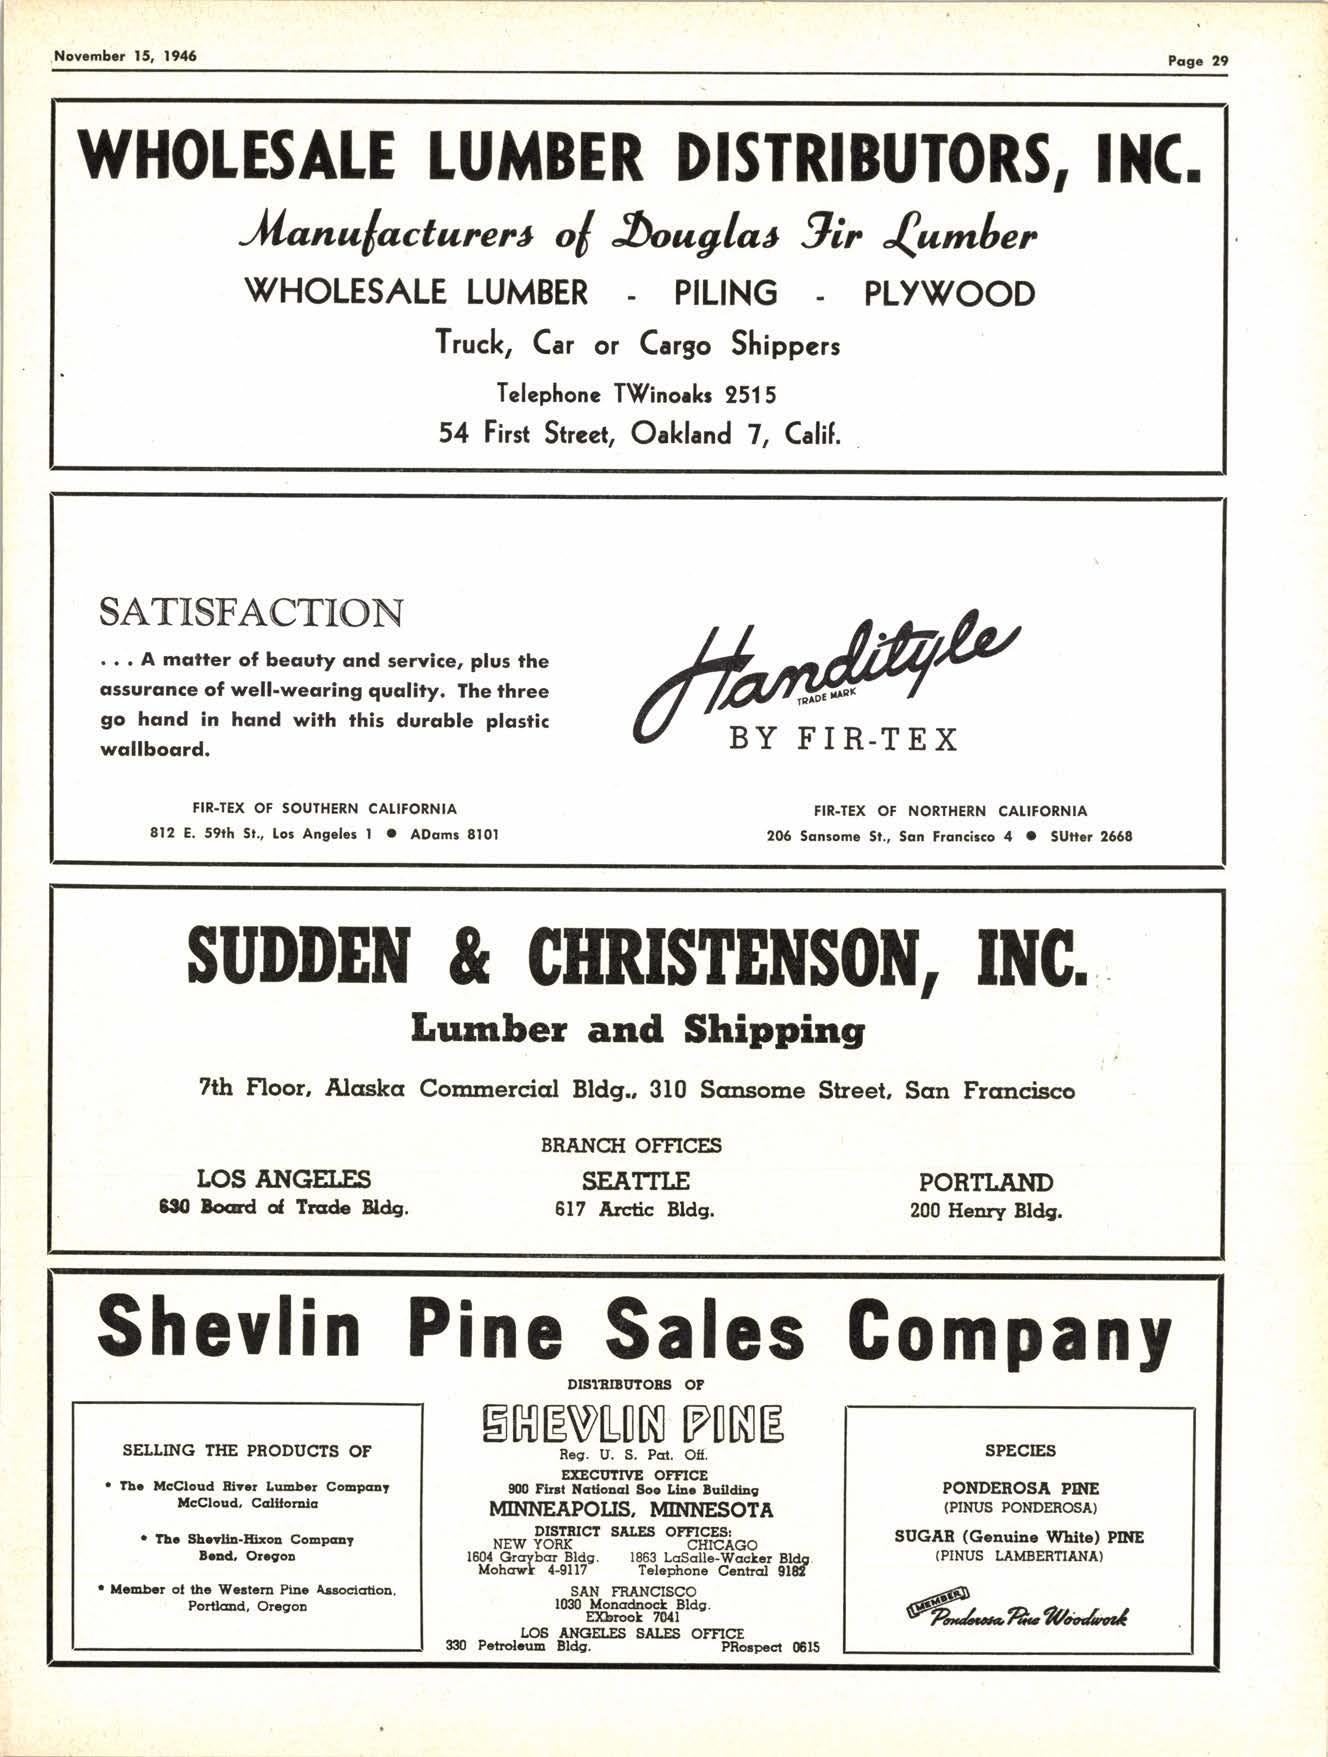 November 15, 1946
Page 29
WHOLESALE LUMBER DISTRIBUTORS, INC.
Manufacturers of Douglas Fir Lumber
WHOLESALE LUMBER - PILING - PLYWOOD
Truck, Car or Cargo Shippers
Telephone TWinoaks 2515
54 First Street, Oakland 7, Calif.
SATISFACTION
. . . A matter of beauty and service, plus the
assurance of well-wearing quality. The three
go hand in hand with this durable plastic
wallboard.
Handityle
TRADE MARK
BY FIR-TEX
FIR-TEX OF SOUTHERN CALIFORNIA
812 E. 59th St., Los Angeles 1 ● ADams 8101
FIR-TEX OF NORTHERN CALIFORNIA
206 Sansome St., San Francisco 4 ● SUtter 2668
SUDDEN & CHRISTENSON, INC.
Lumber and Shipping
7th Floor, Alaska Commercial Bldg., 310 Sansome Street, San Francisco
BRANCH OFFICES
LOS ANGELES
630 Board of Trade Bldg.
SEATTLE
617 Arctic Bldg.
PORTLAND
200 Henry Bldg.
Shevlin Pine Sales Company
SELLING THE PRODUCTS OF
• The McCloud River Lumber Company
McCloud, California
• The Shevlin-Hixon Company
Bend, Oregon
• Member of the Western Pine Association,
Portland, Oregon
DISTRIBUTORS OF
SHEVLIN PINE
Reg. U. S. Pat. Off.
EXECUTIVE OFFICE
900 First National Soo Line Building
MINNEAPOLIS, MINNESOTA
DISTRICT SALES OFFICES:
NEW YORK CHICAGO
1604 Graybar Bldg. 1863 LaSalle-Wacker Bldg.
Mohawk 4-9117 Telephone Central 9182
SAN FRANCISCO
1030 Monadnock Bldg.
EXbrook 7041
LOS ANGELES SALES OFFICE
330 Petroleum Bldg. PRospect 0615
SPECIES
PONDEROSA PINE
(PINUS PONDEROSA)
SUGAR (Genuine White) PINE
(PINUS LAMBERTIANA)
MEMBER
Ponderosa Pine Woodwork